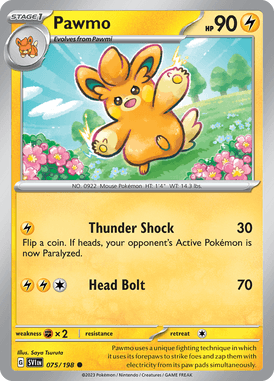 STAGE 1
Pawmo
HP 90
Evolves from Pawmi
NO. 0922 Mouse Pokémon HT: 1'4" WT: 14.3 lbs.
Thunder Shock 30
Flip a coin. If heads, your opponent's Active Pokémon is
now Paralyzed.
Head Bolt 70
weakness × 2 resistance retreat
Illus. Saya Tsuruta
G SVI EN 075/198
Pawmo uses a unique fighting technique in which
it uses its forepaws to strike foes and zap them with
electricity from its paw pads simultaneously.
©2023 Pokémon / Nintendo / Creatures / GAME FREAK